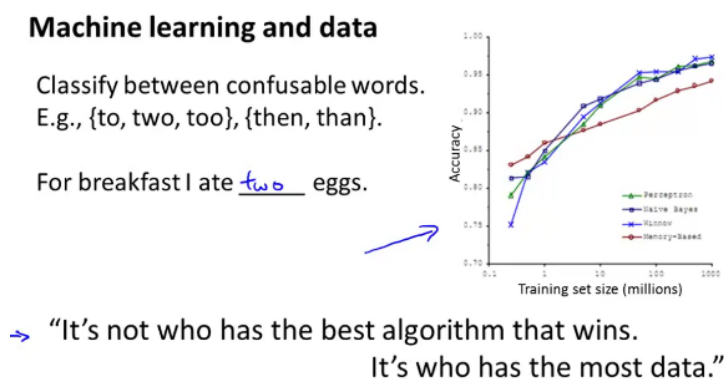 Machine learning and data
Classify between confusable words.
E.g., {to, two, too}, {then, than}.
For breakfast I ate two eggs.
1.00
0.95
0.90
0.85
0.80
0.75
0.70
Accuracy
Perceptron
Naive Bayes
Winnow
Memory-Based
0.1
1
10
100
1000
Training set size (millions)
“It’s not who has the best algorithm that wins.
It’s who has the most data.”